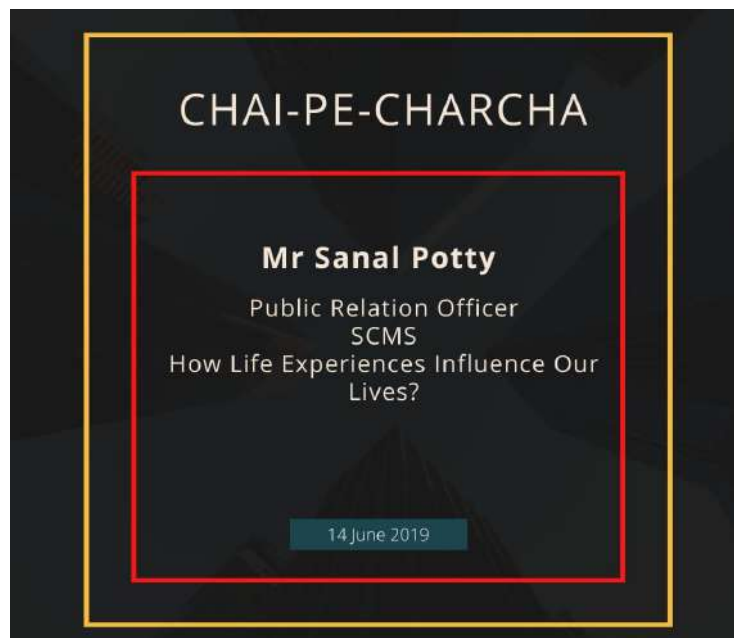 CHAI-PE-CHARCHA
Mr Sanal Potty
Public Relation Officer
SCMS
How Life Experiences Influence Our
Lives?
14 June 2019